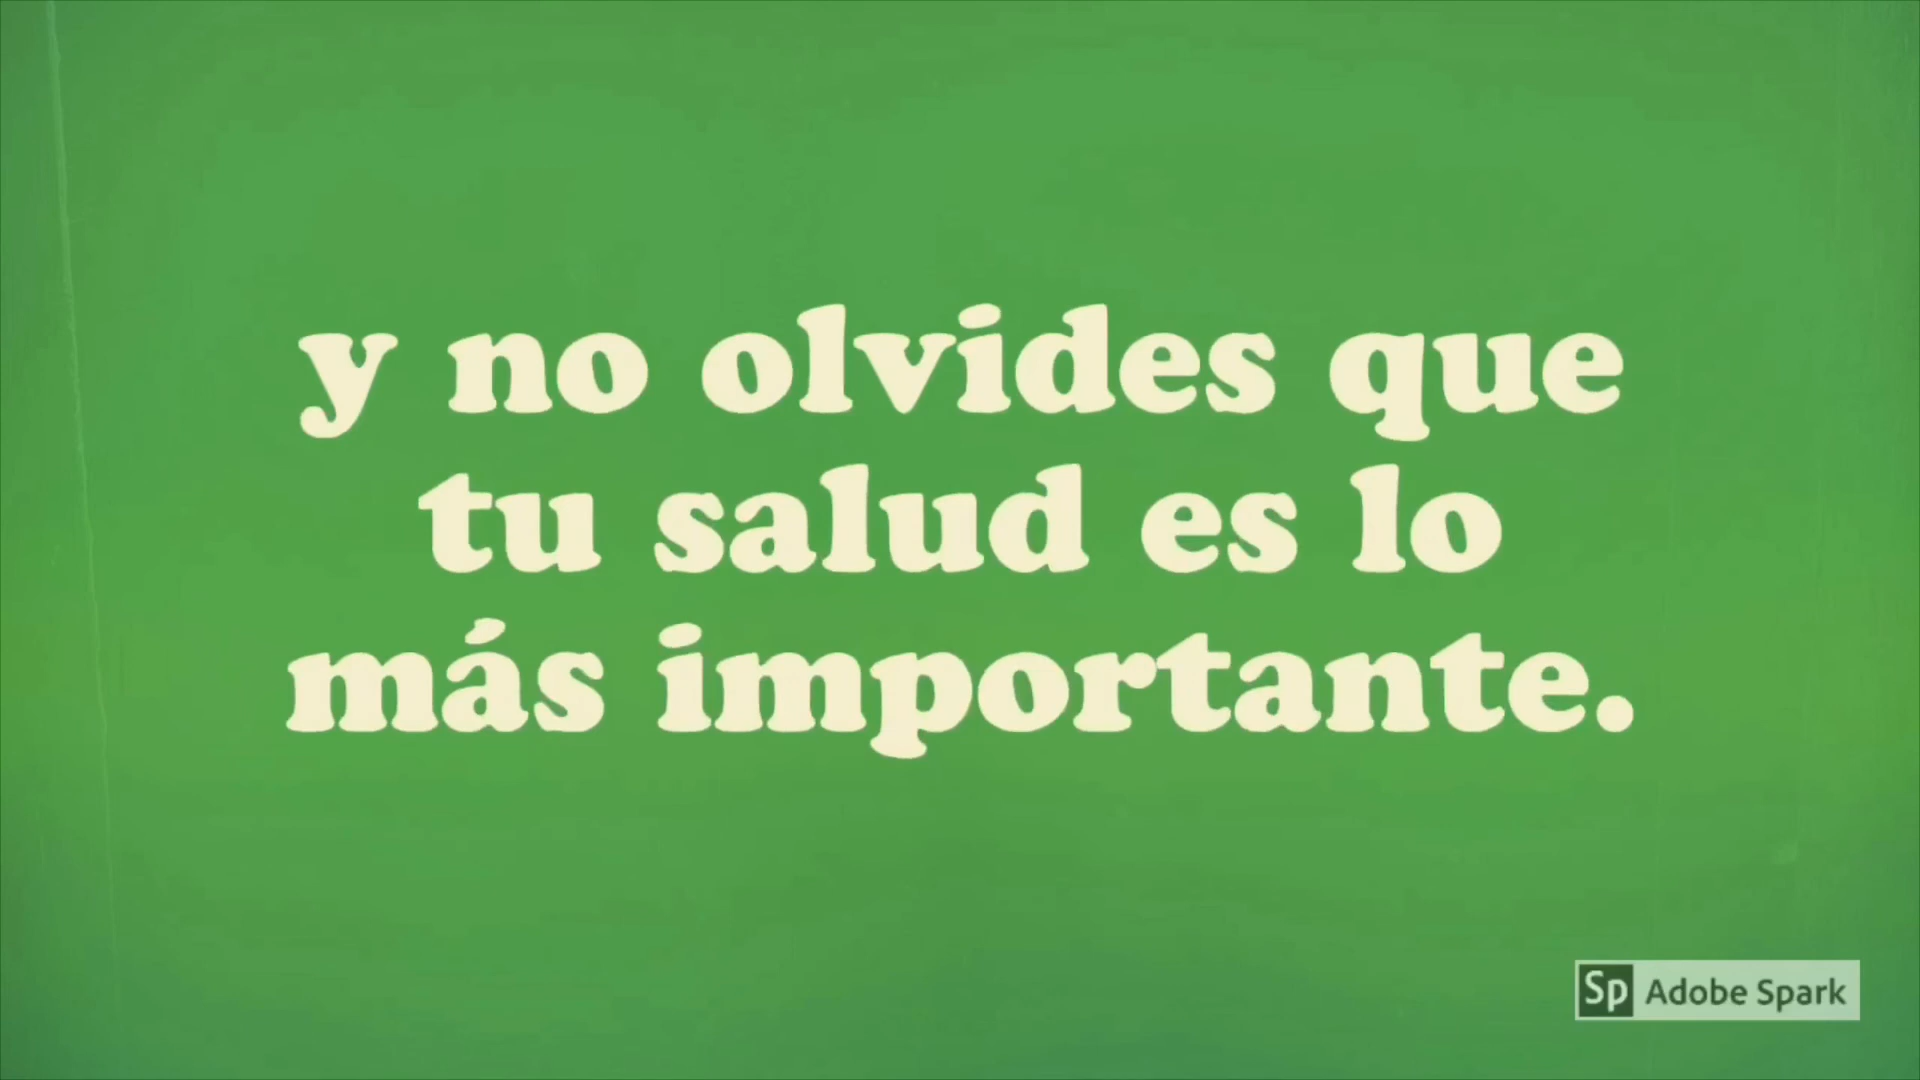 y no olvides que
tu salud es lo
más importante.
Sp Adobe Spark